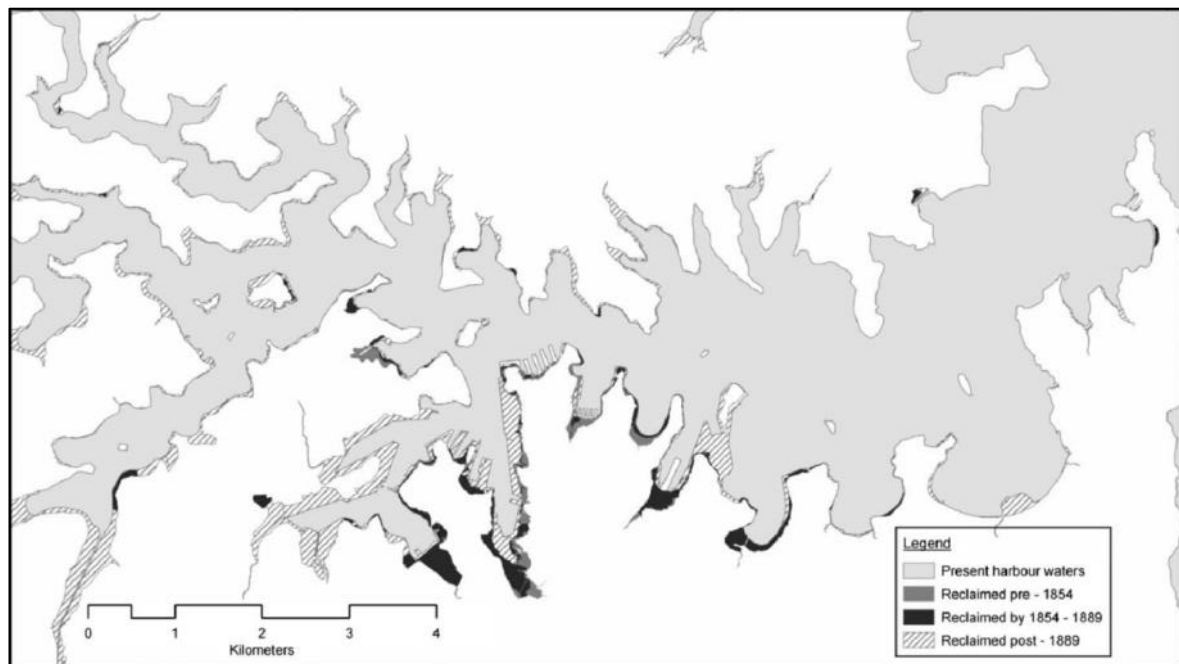 Legend
Present harbour waters
Reclaimed pre - 1854
Reclaimed by 1854 - 1889
Reclaimed post - 1889
0 1 2 3 4
Kilometers